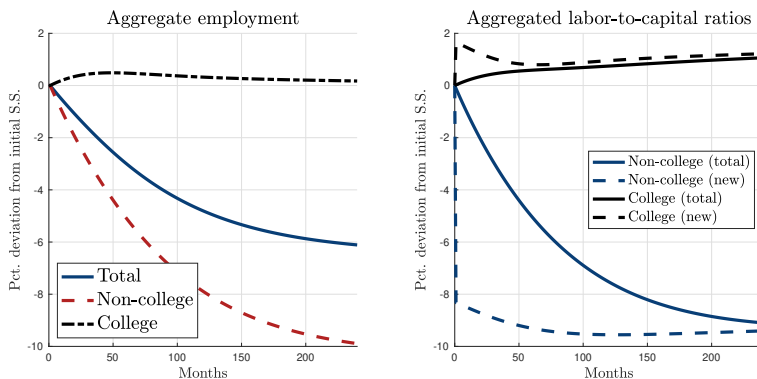 Aggregate employment
2
0
-2
-4
-6
-8
-10
Pct. deviation from initial S.S.
Total
Non-college
College
0
50
100
150
200
Months
Aggregated labor-to-capital ratios
2
0
-2
-4
-6
-8
-10
Pct. deviation from initial S.S.
Non-college (total)
Non-college (new)
College (total)
College (new)
0
50
100
150
200
Months